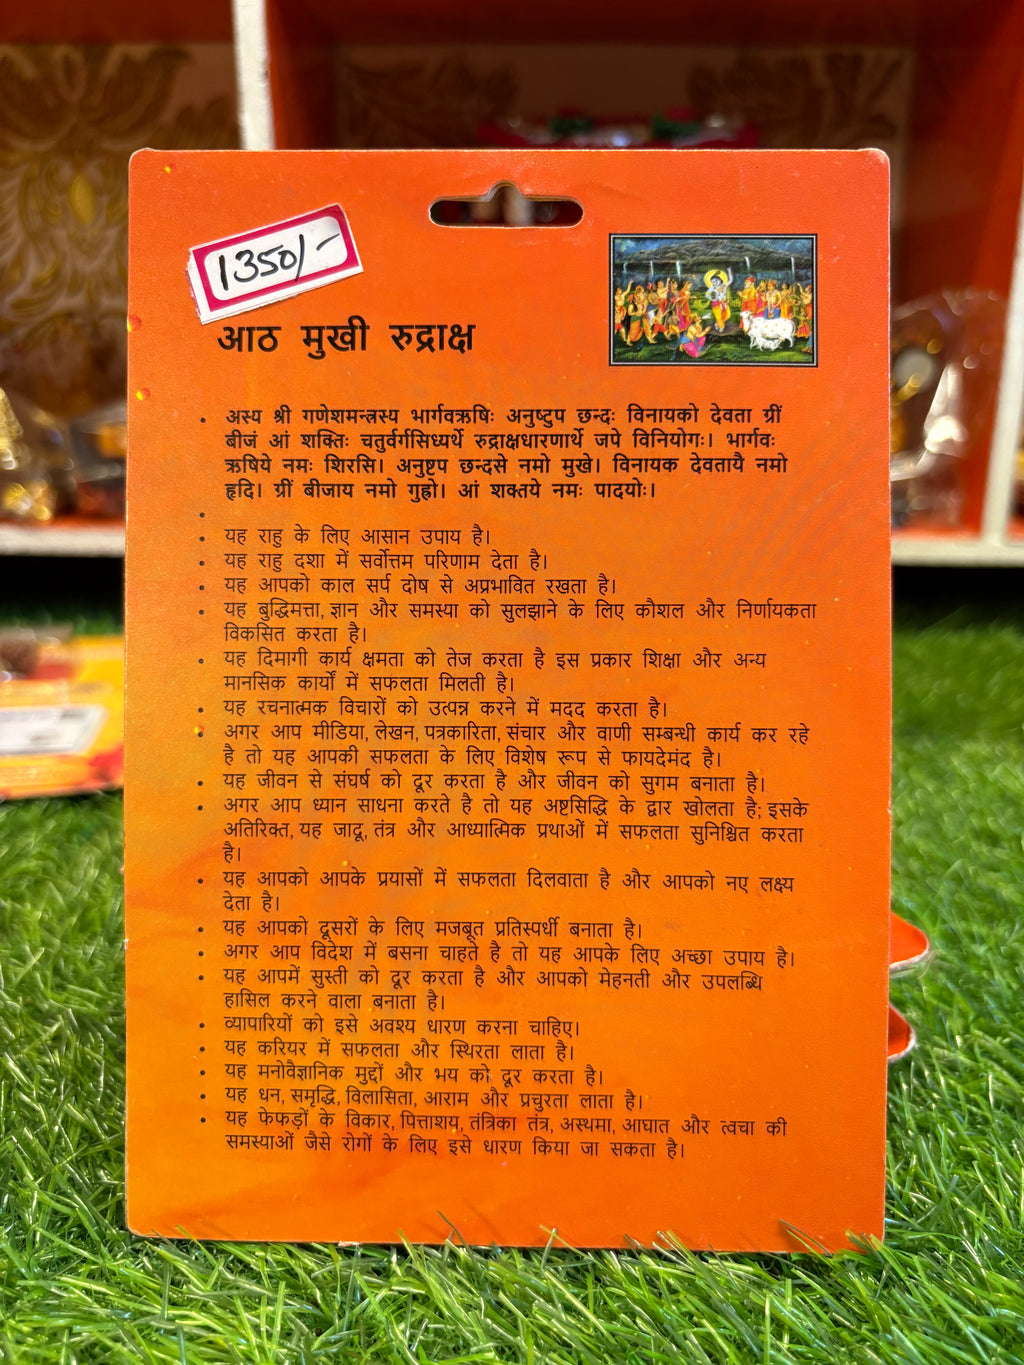 1350/-
आठ मुखी रुद्राक्ष
• अस्य श्री गणेशमन्त्रस्य भार्गवऋषिः अनुष्टुप छन्दः विनायको देवता ग्रीं
बीजं आं शक्तिः चतुर्वर्गसिध्यर्थे रुद्राक्षधारणार्थे जपे विनियोगः। भार्गवः
ऋषिये नमः शिरसि। अनुष्टप छन्दसे नमो मुखे। विनायक देवतायै नमो
हृदि। ग्रीं बीजाय नमो गुह्ये। आं शक्तये नमः पादयोः।
•
• यह राहु के लिए आसान उपाय है।
• यह राहु दशा में सर्वोत्तम परिणाम देता है।
• यह आपको काल सर्प दोष से अप्रभावित रखता है।
• यह बुद्धिमत्ता, ज्ञान और समस्या को सुलझाने के लिए कौशल और निर्णायकता
विकसित करता है।
• यह दिमागी कार्य क्षमता को तेज करता है इस प्रकार शिक्षा और अन्य
मानसिक कार्यों में सफलता मिलती है।
• यह रचनात्मक विचारों को उत्पन्न करने में मदद करता है।
• अगर आप मीडिया, लेखन, पत्रकारिता, संचार और वाणी सम्बन्धी कार्य कर रहे
है तो यह आपकी सफलता के लिए विशेष रूप से फायदेमंद है।
• यह जीवन से संघर्ष को दूर करता है और जीवन को सुगम बनाता है।
• अगर आप ध्यान साधना करते है तो यह अष्टसिद्धि के द्वार खोलता है; इसके
अतिरिक्त, यह जादू, तंत्र और आध्यात्मिक प्रथाओं में सफलता सुनिश्चित करता
है।
• यह आपको आपके प्रयासों में सफलता दिलवाता है और आपको नए लक्ष्य
देता है।
• यह आपको दूसरों के लिए मजबूत प्रतिस्पर्धी बनाता है।
• अगर आप विदेश में बसना चाहते है तो यह आपके लिए अच्छा उपाय है।
• यह आपमें सुस्ती को दूर करता है और आपको मेहनती और उपलब्धि
हासिल करने वाला बनाता है।
• व्यापारियों को इसे अवश्य धारण करना चाहिए।
• यह करियर में सफलता और स्थिरता लाता है।
• यह मनोवैज्ञानिक मुद्दों और भय को दूर करता है।
• यह धन, समृद्धि, विलासिता, आराम और प्रचुरता लाता है।
• यह फेफड़ों के विकार, पित्ताशय, तंत्रिका तंत्र, अस्थमा, आघात और त्वचा की
समस्याओं जैसे रोगों के लिए इसे धारण किया जा सकता है।